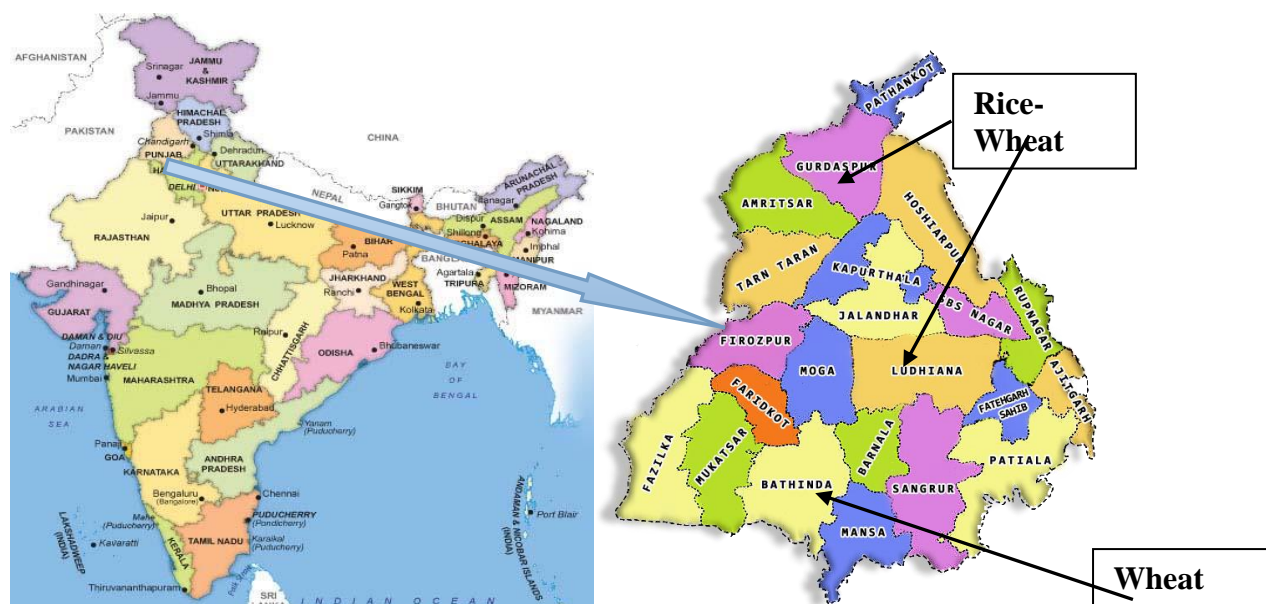 AFGHANISTAN
Srinagar
JAMMU
&
KASHMIR
Jammu
HIMACHAL
PRADESH
Shimla
PAKISTAN
CHINA
Chandigarh
PUNJAB
Dehradun
UTTARAKHAND
DELHI
NEPAL
SIKKIM
Gangtok
BHUTAN
ARUNACHAL
PRADESH
Itanagar
Jaipur
UTTAR PRADESH
Lucknow
Dispur
ASSAM
NAGALAND
Kohima
RAJASTHAN
BIHAR
Patna
Shillong
Imphal
Gandhinagar
Bhopal
JHARKHAND
Ranchi
Agartala
TRIPURA
MIZORAM
GUJARAT
MADHYA PRADESH
WEST
BENGAL
Kolkata
MYANMAR
DAMAN & DIU
Daman
Silvassa
DADRA &
NAGAR HAVELI
Raipur
CHHATTISGARH
ODISHA
Bhubaneswar
Mumbai
MAHARASHTRA
TELANGANA
Hyderabad
BAY
OF
BENGAL
ARABIAN
SEA
Yanam
(Puducherry)
Panaji
GOA
KARNATAKA
ANDHRA
PRADESH
Bengaluru
(Bangalore)
Chennai
Mahe
(Puducherry)
PUDUCHERRY
(Pondicherry)
LAKSHADWEEP
(INDIA)
Kavaratti
KERALA
TAMIL NADU
Karaikal
(Puducherry)
ANDAMAN & NICOBAR ISLANDS
(INDIA)
Port Blair
Thiruvananthapuram
SRI
INDIAN OCEAN
PATHANKOT
Rice-
Wheat
GURDASPUR
AMRITSAR
HOSHIARPUR
TARN TARAN
KAPURTHALA
JALANDHAR
SBS NAGAR
RUPNAGAR
FIROZPUR
MOGA
LUDHIANA
FARIDKOT
FATEHGARH
SAHIB
AJITGARH
FAZILKA
MUKATSAR
BATHINDA
BARNALA
SANGRUR
PATIALA
MANSA
Wheat